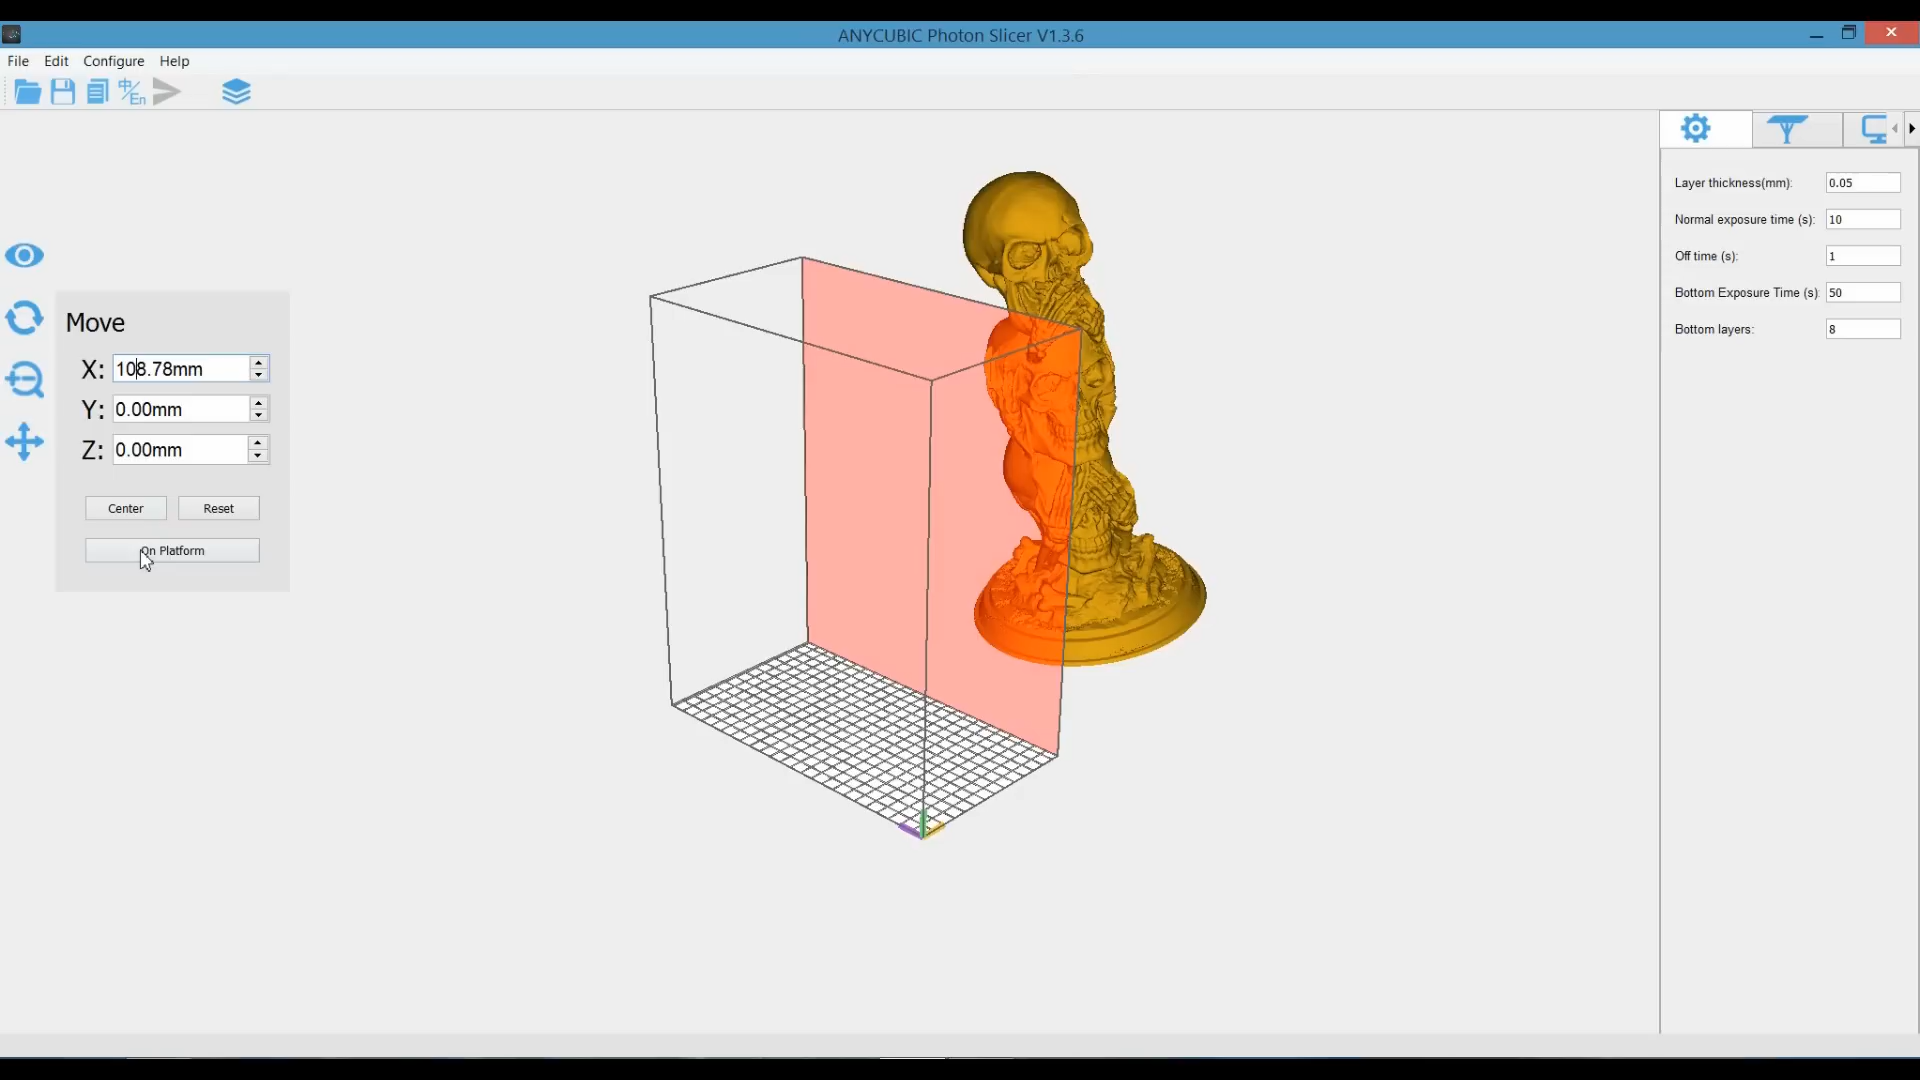 ANYCUBIC Photon Slicer V1.3.6
File Edit Configure Help
中/En
Layer thickness(mm): 0.05
Normal exposure time (s): 10
Off time (s): 1
Bottom Exposure Time (s): 50
Bottom layers: 8
Move
X: 108.78mm
Y: 0.00mm
Z: 0.00mm
Center Reset
On Platform